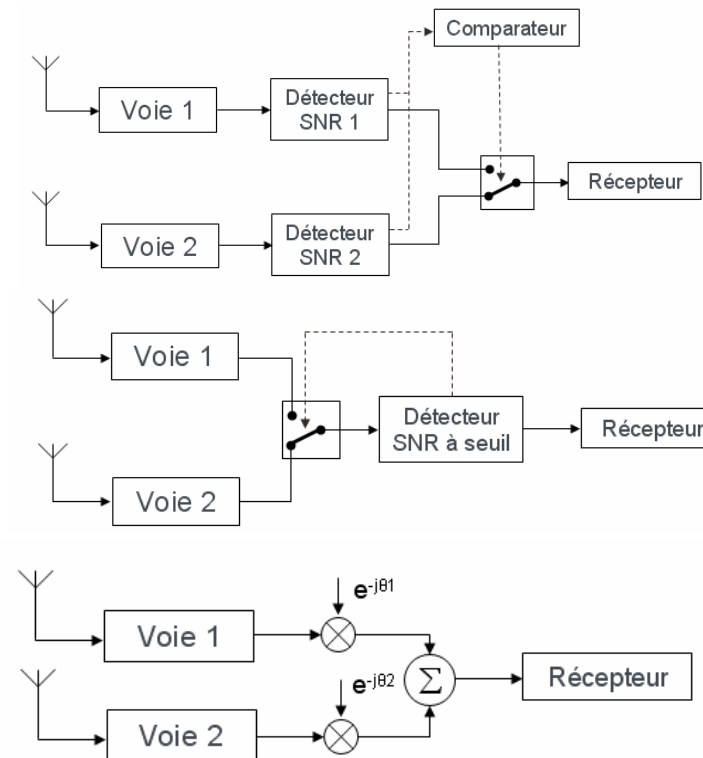 Comparateur
Voie 1
Détecteur
SNR 1
Récepteur
Voie 2
Détecteur
SNR 2
Voie 1
Détecteur
SNR à seuil
Récepteur
Voie 2
e-jθ1
Voie 1
Σ
Récepteur
e-jθ2
Voie 2